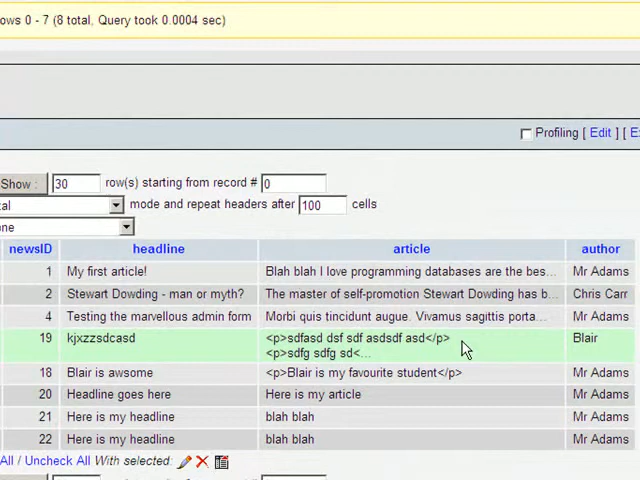 ows 0 - 7 (8 total, Query took 0.0004 sec)
Profiling [ Edit ] [ E
Show : 30 row(s) starting from record # 0
tal mode and repeat headers after 100 cells
one
newsID headline article author
1 My first article! Blah blah I love programming databases are the bes... Mr Adams
2 Stewart Dowding - man or myth? The master of self-promotion Stewart Dowding has b... Chris Carr
4 Testing the marvellous admin form Morbi quis tincidunt augue. Vivamus sagittis porta... Mr Adams
19 kjxzzsdcasd <p>sdfasd dsf sdf asdsdf asd</p> Blair
<p>sdfg sdfg sd<...
18 Blair is awsome <p>Blair is my favourite student</p> Mr Adams
20 Headline goes here Here is my article Mr Adams
21 Here is my headline blah blah Mr Adams
22 Here is my headline blah blah Mr Adams
All / Uncheck All With selected: